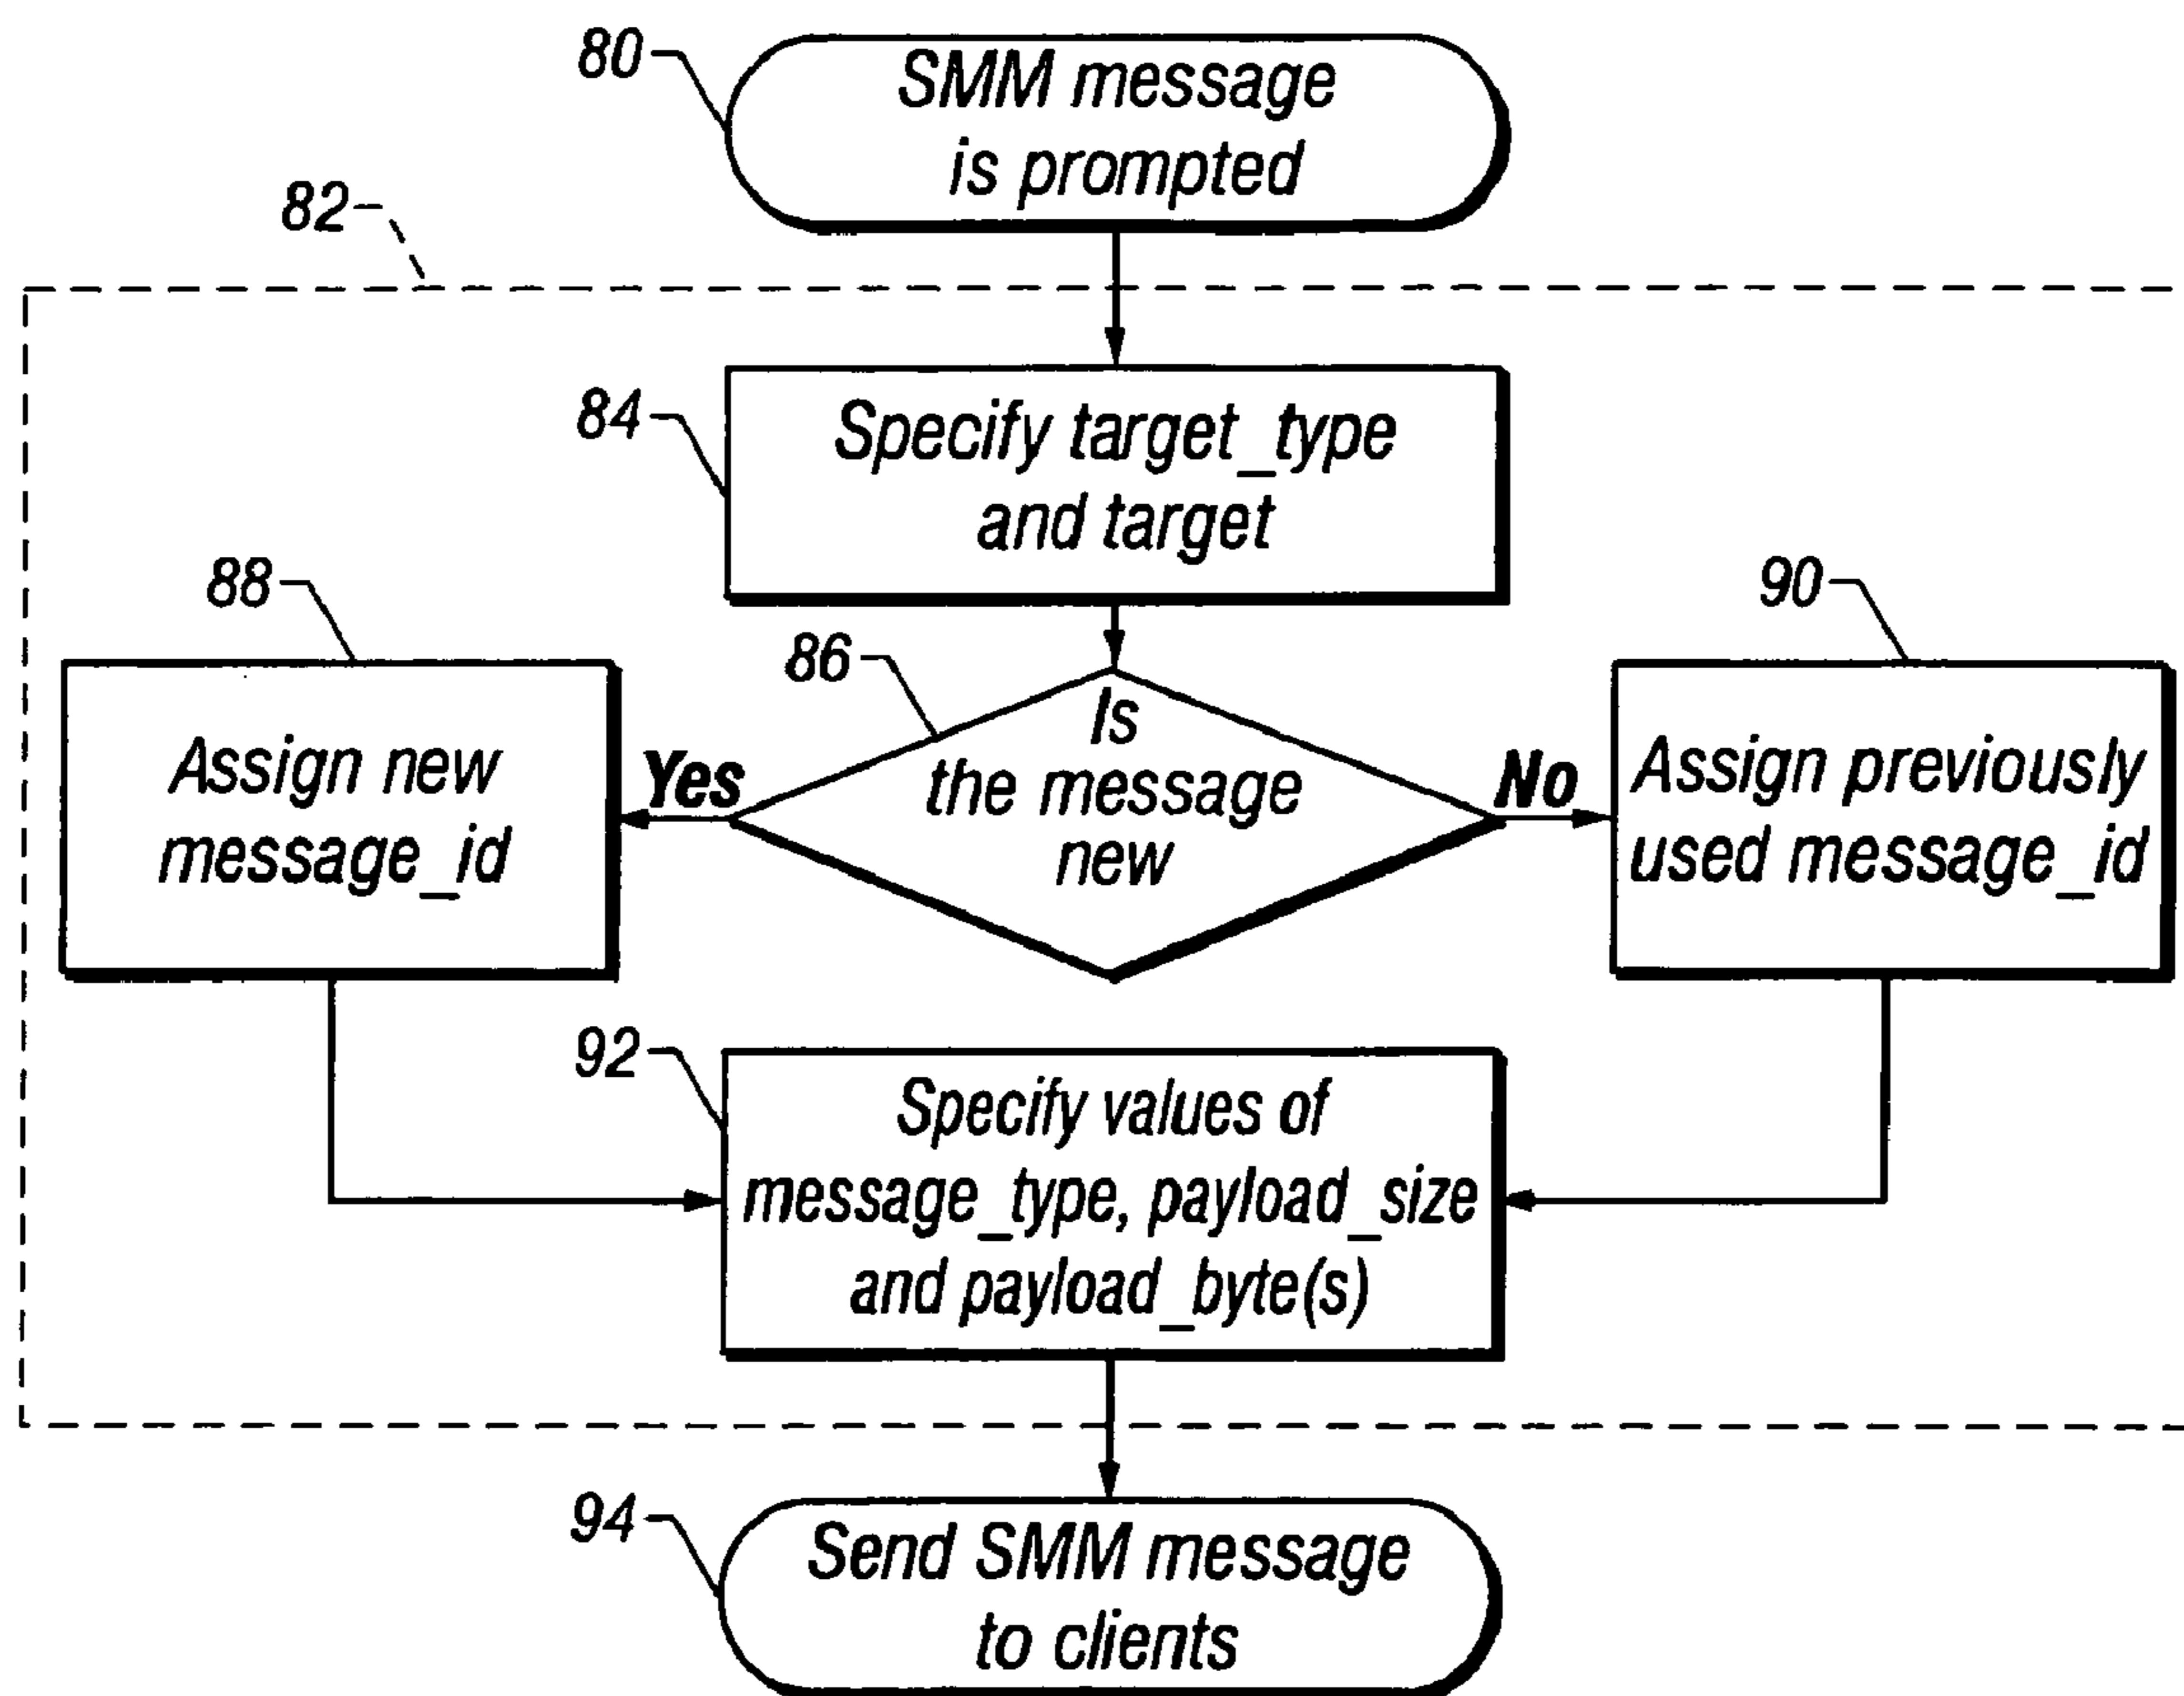 80
SMM message
is prompted
82
84
Specify target_type
and target
88
90
86
Is
the message
new
Yes
No
Assign new
message_id
Assign previously
used message_id
92
Specify values of
message_type, payload_size
and payload_byte(s)
94
Send SMM message
to clients